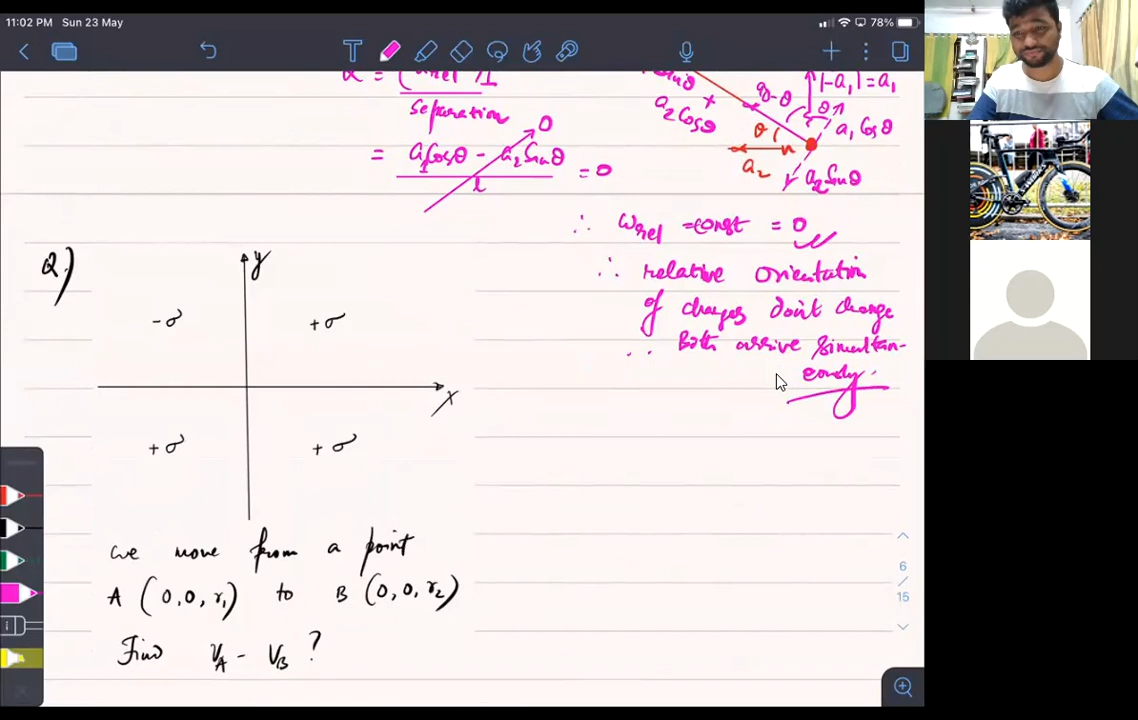 11:02 PM Sun 23 May
78%
separation
= a₁cosθ - a₂sinθ
l
= 0
0
a₂cosθ
90-θ
|-a₁| = a₁
θ
a₁cosθ
θ
a₂
a₂sinθ
∴ ωrel = const = 0
∴ relative orientation
of charges don't change
∴ Both arrive simultan-
eously.
Q)
y
-σ
+σ
x
+σ
+σ
we move from a point
A (0,0,r₁) to B (0,0,r₂)
Find V_A - V_B ?
6
/
15